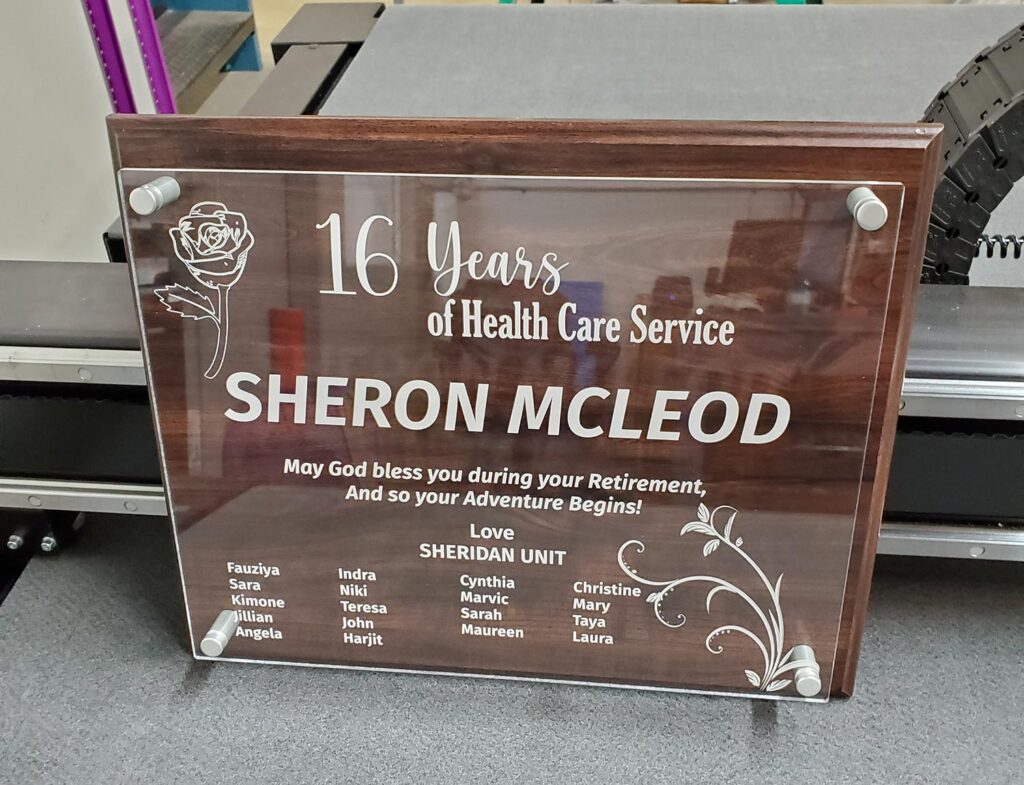 16 Years
of Health Care Service
SHERON MCLEOD
May God bless you during your Retirement,
And so your Adventure Begins!
Love
SHERIDAN UNIT
Fauziya
Sara
Kimone
Jillian
Angela
Indra
Niki
Teresa
John
Harjit
Cynthia
Marvic
Sarah
Maureen
Christine
Mary
Taya
Laura